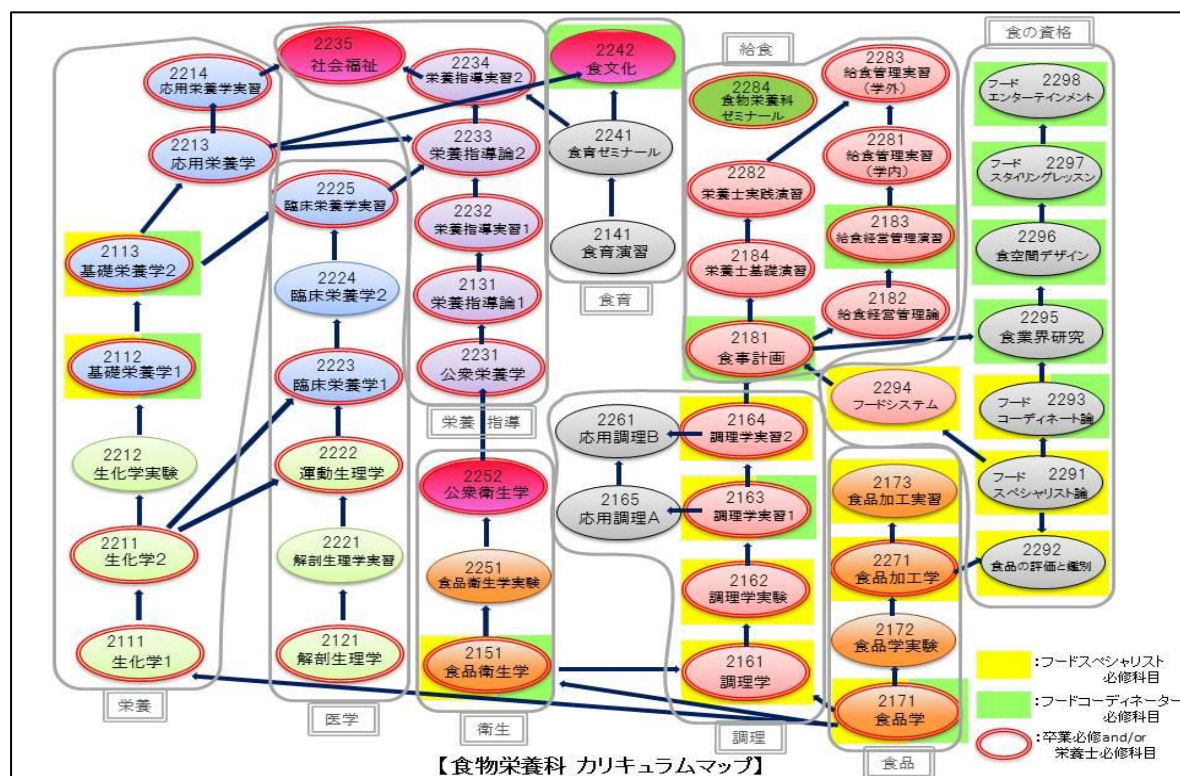 食の資格
2235
社会福祉
2234
栄養指導実習2
2242
食文化
給食
2283
給食管理実習
(学外)
2214
応用栄養学実習
2284
食物栄養科
ゼミナール
フード 2298
エンターテインメント
2213
応用栄養学
2233
栄養指導論2
2241
食育ゼミナール
2281
給食管理実習
(学内)
フード 2297
スタイリングレッスン
2225
臨床栄養学実習
2282
栄養士実践演習
2232
栄養指導実習1
2141
食育演習
2183
給食経営管理演習
2296
食空間デザイン
2113
基礎栄養学2
2184
栄養士基礎演習
2224
臨床栄養学2
2131
栄養指導論1
食育
2182
給食経営管理論
2295
食業界研究
2112
基礎栄養学1
2223
臨床栄養学1
2231
公衆栄養学
2181
食事計画
2294
フードシステム
フード 2293
コーディネート論
栄養 指導
2261
応用調理B
2164
調理学実習2
2212
生化学実験
2222
運動生理学
2252
公衆衛生学
2173
食品加工実習
フード 2291
スペシャリスト論
2165
応用調理A
2163
調理学実習1
2211
生化学2
2221
解剖生理学実習
2251
食品衛生学実験
2271
食品加工学
2292
食品の評価と鑑別
2162
調理学実験
2172
食品学実験
2111
生化学1
2121
解剖生理学
2151
食品衛生学
2161
調理学
2171
食品学
:フードスペシャリスト
必修科目
:フードコーディネーター
必修科目
:卒業必修and/or
栄養士必修科目
栄養
医学
衛生
調理
食品
【食物栄養科 カリキュラムマップ】